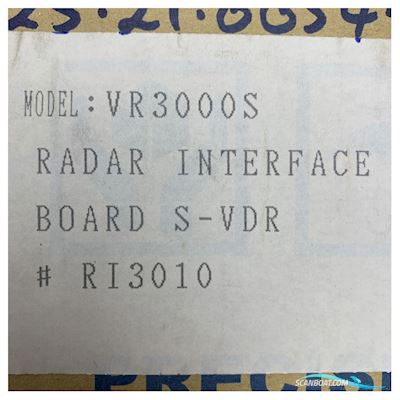 MODEL: VR3000S
RADAR INTERFACE
BOARD S-VDR
# RI3010
SCANBOAT.COM